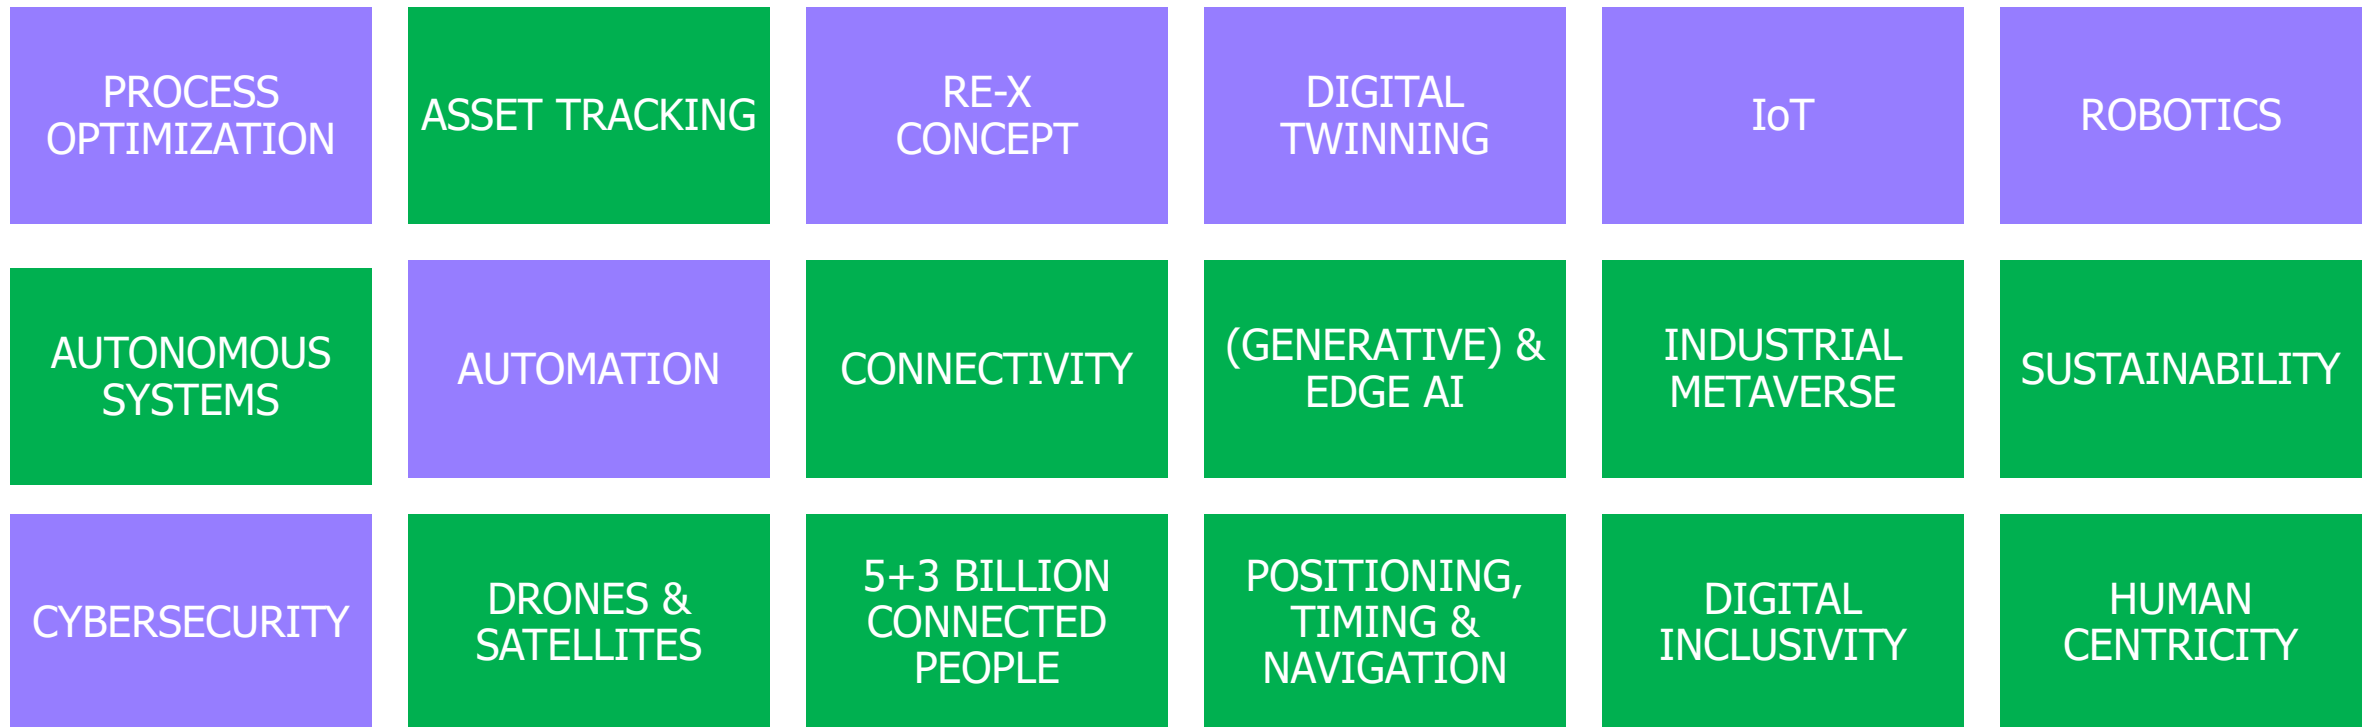 PROCESS
OPTIMIZATION
ASSET TRACKING
RE-X
CONCEPT
DIGITAL
TWINNING
IoT
ROBOTICS
AUTONOMOUS
SYSTEMS
AUTOMATION
CONNECTIVITY
(GENERATIVE) &
EDGE AI
INDUSTRIAL
METAVERSE
SUSTAINABILITY
CYBERSECURITY
DRONES &
SATELLITES
5+3 BILLION
CONNECTED
PEOPLE
POSITIONING,
TIMING &
NAVIGATION
DIGITAL
INCLUSIVITY
HUMAN
CENTRICITY